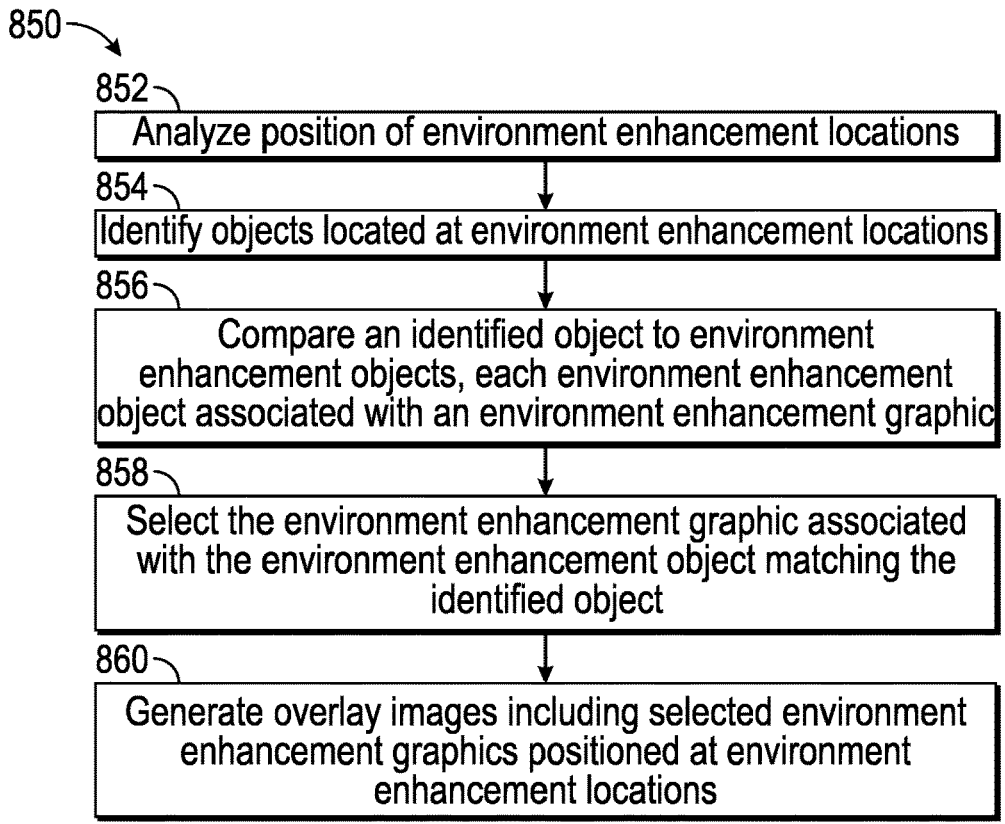 850
852
Analyze position of environment enhancement locations
854
Identify objects located at environment enhancement locations
856
Compare an identified object to environment
enhancement objects, each environment enhancement
object associated with an environment enhancement graphic
858
Select the environment enhancement graphic associated
with the environment enhancement object matching the
identified object
860
Generate overlay images including selected environment
enhancement graphics positioned at environment
enhancement locations